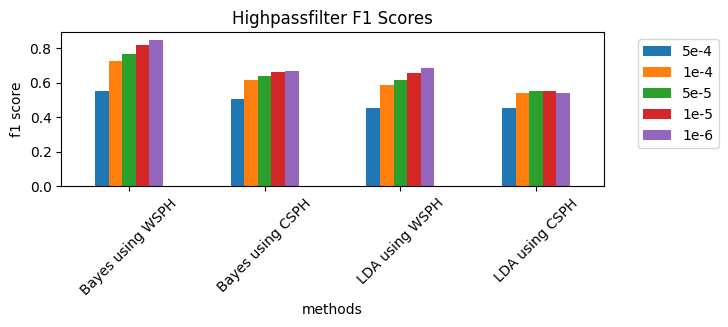 Highpassfilter F1 Scores
f1 score
0.8
0.6
0.4
0.2
0.0
Bayes using WSPH
Bayes using CSPH
LDA using WSPH
LDA using CSPH
methods
5e-4
1e-4
5e-5
1e-5
1e-6